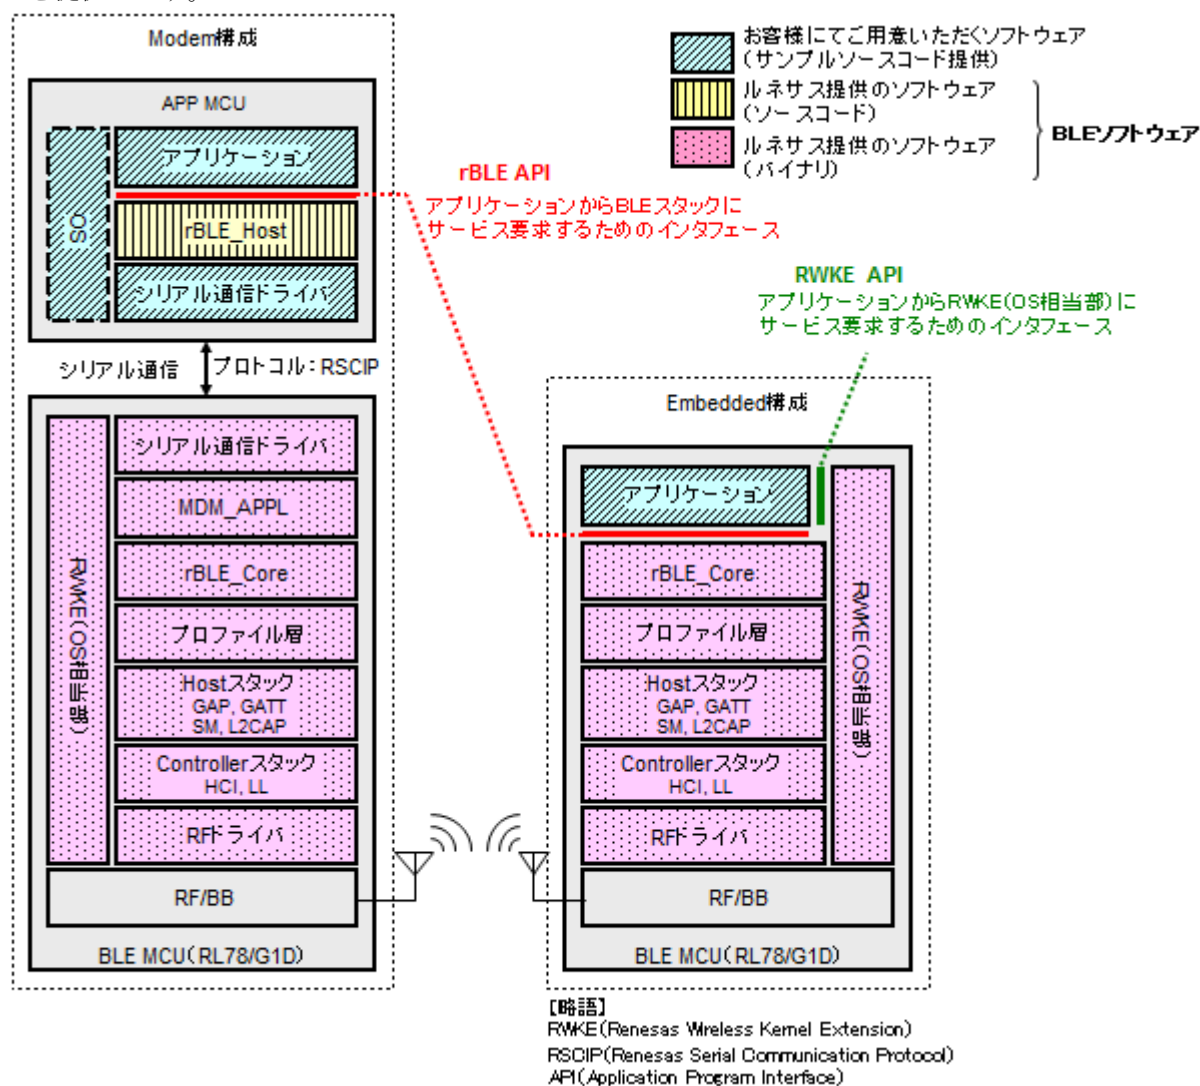 Modem構成
APP MCU
OS
アプリケーション
rBLE_Host
シリアル通信ドライバ
シリアル通信
プロトコル：RSCIP
RWKE(OS相当部)
シリアル通信ドライバ
MDM_APPL
rBLE_Core
プロファイル層
Hostスタック
GAP, GATT
SM, L2CAP
Controllerスタック
HCI, LL
RFドライバ
RF/BB
BLE MCU(RL78/G1D)
お客様にてご用意いただくソフトウェア
(サンプルソースコード提供)
ルネサス提供のソフトウェア
(ソースコード)
ルネサス提供のソフトウェア
(バイナリ)
BLEソフトウェア
rBLE API
アプリケーションからBLEスタックに
サービス要求するためのインタフェース
RWKE API
アプリケーションからRWKE(OS相当部)に
サービス要求するためのインタフェース
Embedded構成
アプリケーション
rBLE_Core
プロファイル層
Hostスタック
GAP, GATT
SM, L2CAP
Controllerスタック
HCI, LL
RFドライバ
RWKE(OS相当部)
RF/BB
BLE MCU(RL78/G1D)
【略語】
RWKE(Renesas Wireless Kernel Extension)
RSCIP(Renesas Serial Communication Protocol)
API(Application Program Interface)